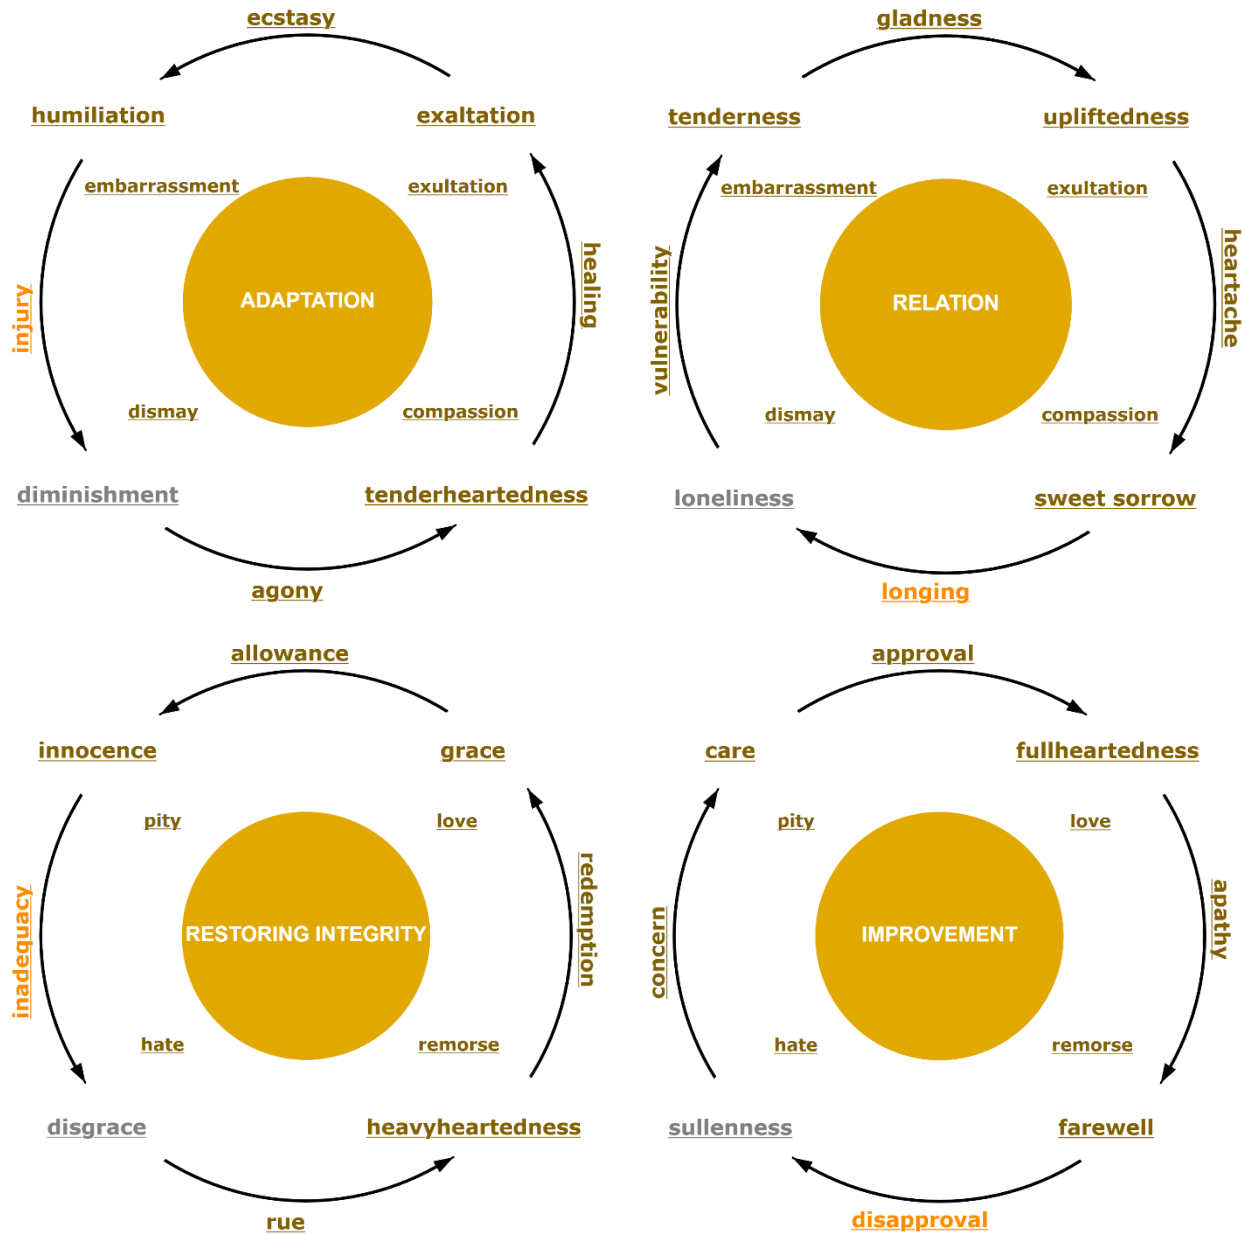 ecstasy
humiliation
exaltation
embarrassment
exultation
injury
ADAPTATION
healing
dismay
compassion
diminishment
tenderheartedness
agony
gladness
tenderness
upliftedness
embarrassment
exultation
vulnerability
RELATION
heartache
dismay
compassion
loneliness
sweet sorrow
longing
allowance
innocence
grace
pity
love
inadequacy
RESTORING INTEGRITY
redemption
hate
remorse
disgrace
heavyheartedness
rue
approval
care
fullheartedness
pity
love
concern
IMPROVEMENT
apathy
hate
remorse
sullenness
farewell
disapproval